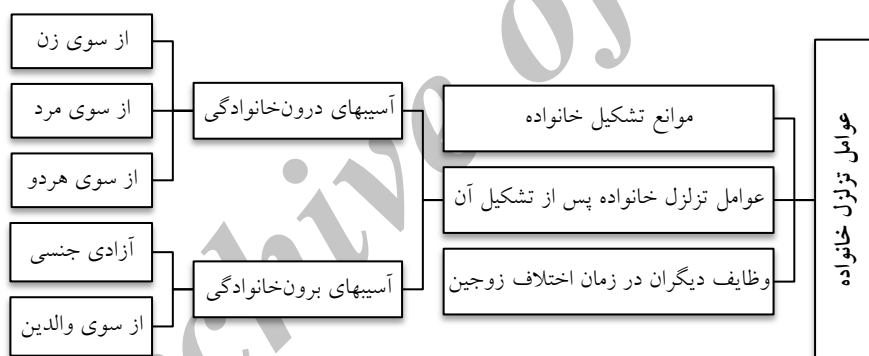 عوامل تزلزل خانواده
موانع تشکیل خانواده
عوامل تزلزل خانواده پس از تشکیل آن
وظایف دیگران در زمان اختلاف زوجین
آسیبهای درون‌خانوادگی
آسیبهای برون‌خانوادگی
از سوی زن
از سوی مرد
از سوی هردو
آزادی جنسی
از سوی والدین
chive of